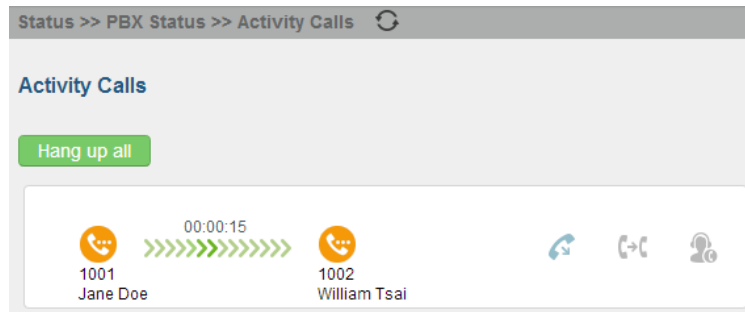 Status >> PBX Status >> Activity Calls
Activity Calls
Hang up all
00:00:15
1001
Jane Doe
1002
William Tsai